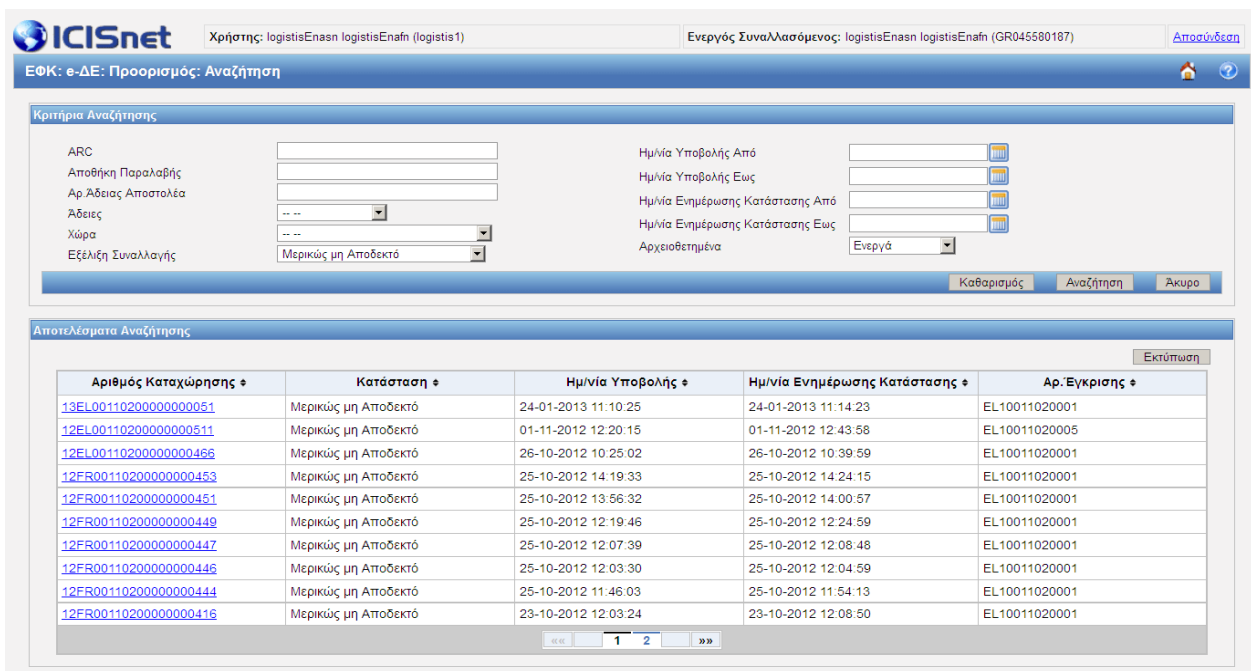 ICISnet Χρήστης: logistisEnasn logistisEnafn (logistis1) Ενεργός Συναλλασόμενος: logistisEnasn logistisEnafn (GR045580187) Αποσύνδεση
ΕΦΚ: e-ΔΕ: Προορισμός: Αναζήτηση
Κριτήρια Αναζήτησης
ARC
Αποθήκη Παραλαβής
Αρ.Άδειας Αποστολέα
Άδειες -- --
Χώρα -- --
Εξέλιξη Συναλλαγής Μερικώς μη Αποδεκτό
Ημ/νία Υποβολής Από
Ημ/νία Υποβολής Εως
Ημ/νία Ενημέρωσης Κατάστασης Από
Ημ/νία Ενημέρωσης Κατάστασης Εως
Αρχειοθετημένα Ενεργά
Καθαρισμός Αναζήτηση Άκυρο
Αποτελέσματα Αναζήτησης
Εκτύπωση
Αριθμός Καταχώρησης Κατάσταση Ημ/νία Υποβολής Ημ/νία Ενημέρωσης Κατάστασης Αρ.Έγκρισης
13EL00110200000000051 Μερικώς μη Αποδεκτό 24-01-2013 11:10:25 24-01-2013 11:14:23 EL10011020001
12EL00110200000000511 Μερικώς μη Αποδεκτό 01-11-2012 12:20:15 01-11-2012 12:43:58 EL10011020005
12EL00110200000000466 Μερικώς μη Αποδεκτό 26-10-2012 10:25:02 26-10-2012 10:39:59 EL10011020001
12FR00110200000000453 Μερικώς μη Αποδεκτό 25-10-2012 14:19:33 25-10-2012 14:24:15 EL10011020001
12FR00110200000000451 Μερικώς μη Αποδεκτό 25-10-2012 13:56:32 25-10-2012 14:00:57 EL10011020001
12FR00110200000000449 Μερικώς μη Αποδεκτό 25-10-2012 12:19:46 25-10-2012 12:24:59 EL10011020001
12FR00110200000000447 Μερικώς μη Αποδεκτό 25-10-2012 12:07:39 25-10-2012 12:08:48 EL10011020001
12FR00110200000000446 Μερικώς μη Αποδεκτό 25-10-2012 12:03:30 25-10-2012 12:04:59 EL10011020001
12FR00110200000000444 Μερικώς μη Αποδεκτό 25-10-2012 11:46:03 25-10-2012 11:54:13 EL10011020001
12FR00110200000000416 Μερικώς μη Αποδεκτό 23-10-2012 12:03:24 23-10-2012 12:08:50 EL10011020001
«« 1 2 »»